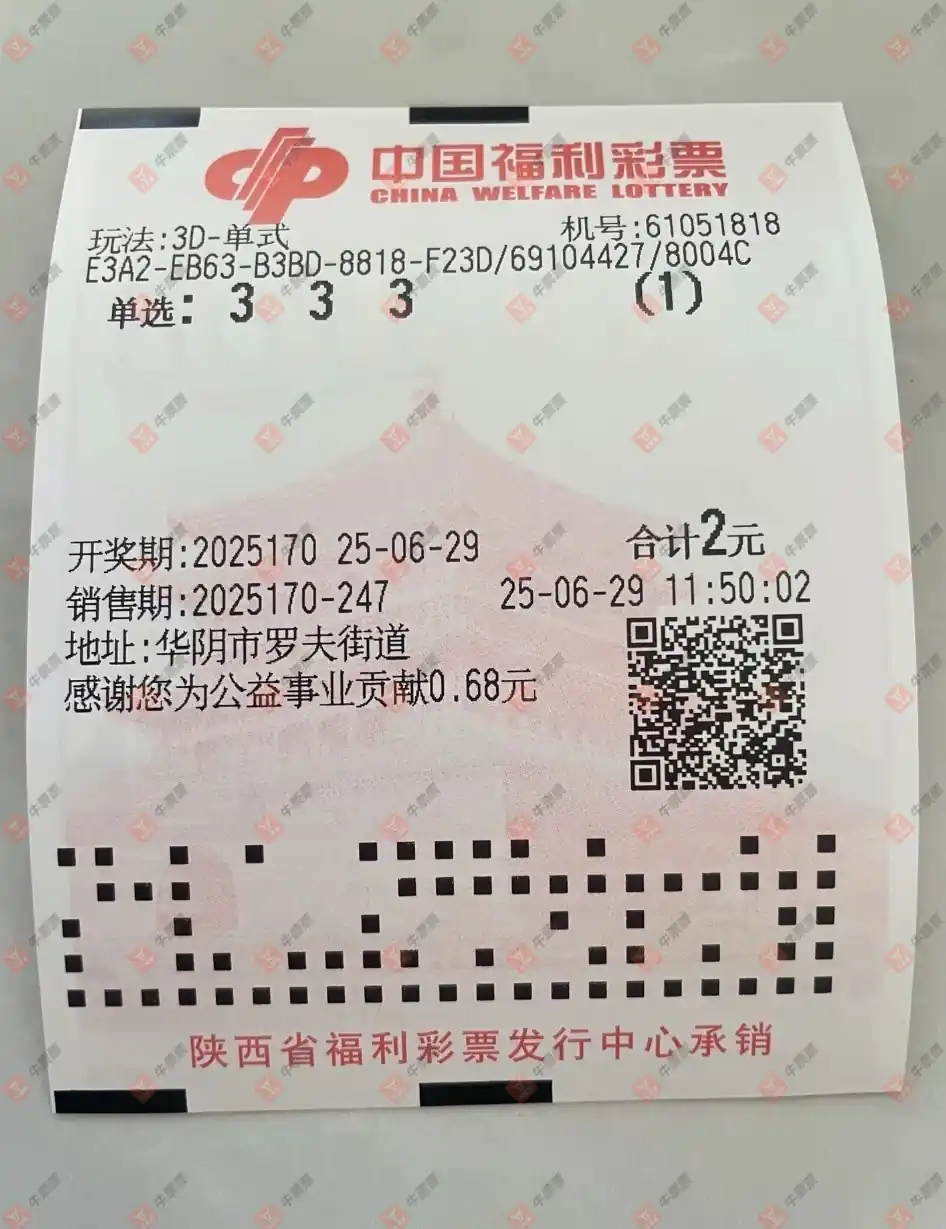 中国福利彩票
CHINA WELFARE LOTTERY
玩法:3D-单式 机号:61051818
E3A2-EB63-B3BD-8818-F23D/69104427/8004C
单选: 3 3 3 (1)
开奖期:2025170 25-06-29 合计2元
销售期:2025170-247 25-06-29 11:50:02
地址:华阴市罗夫街道
感谢您为公益事业贡献0.68元
陕西省福利彩票发行中心承销
牛票票